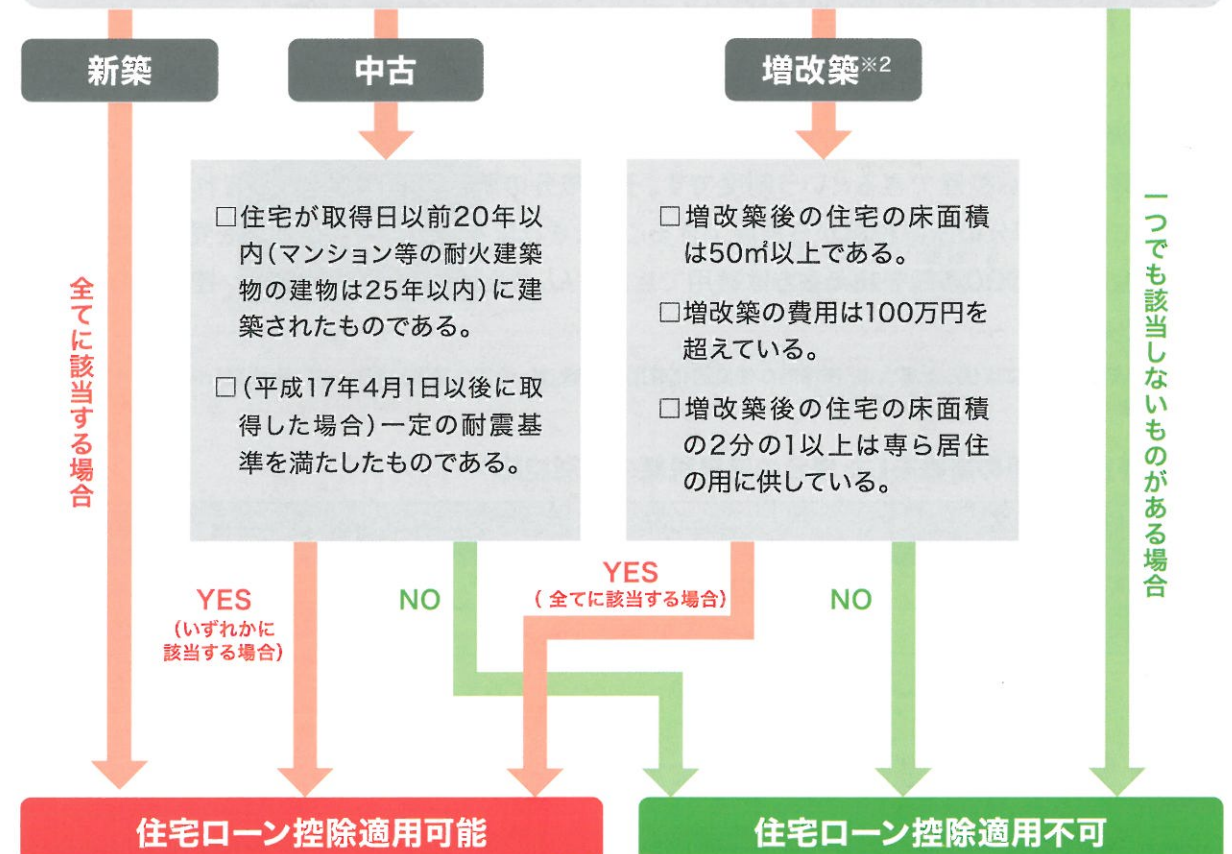 新築
中古
増改築※2
□住宅が取得日以前20年以
内(マンション等の耐火建築
物の建物は25年以内)に建
築されたものである。
□(平成17年4月1日以後に取
得した場合)一定の耐震基
準を満たしたものである。
□増改築後の住宅の床面積
は50㎡以上である。
□増改築の費用は100万円を
超えている。
□増改築後の住宅の床面積
の2分の1以上は専ら居住
の用に供している。
全てに該当する場合
一つでも該当しないものがある場合
YES
(いずれかに
該当する場合)
NO
YES
(全てに該当する場合)
NO
住宅ローン控除適用可能
住宅ローン控除適用不可